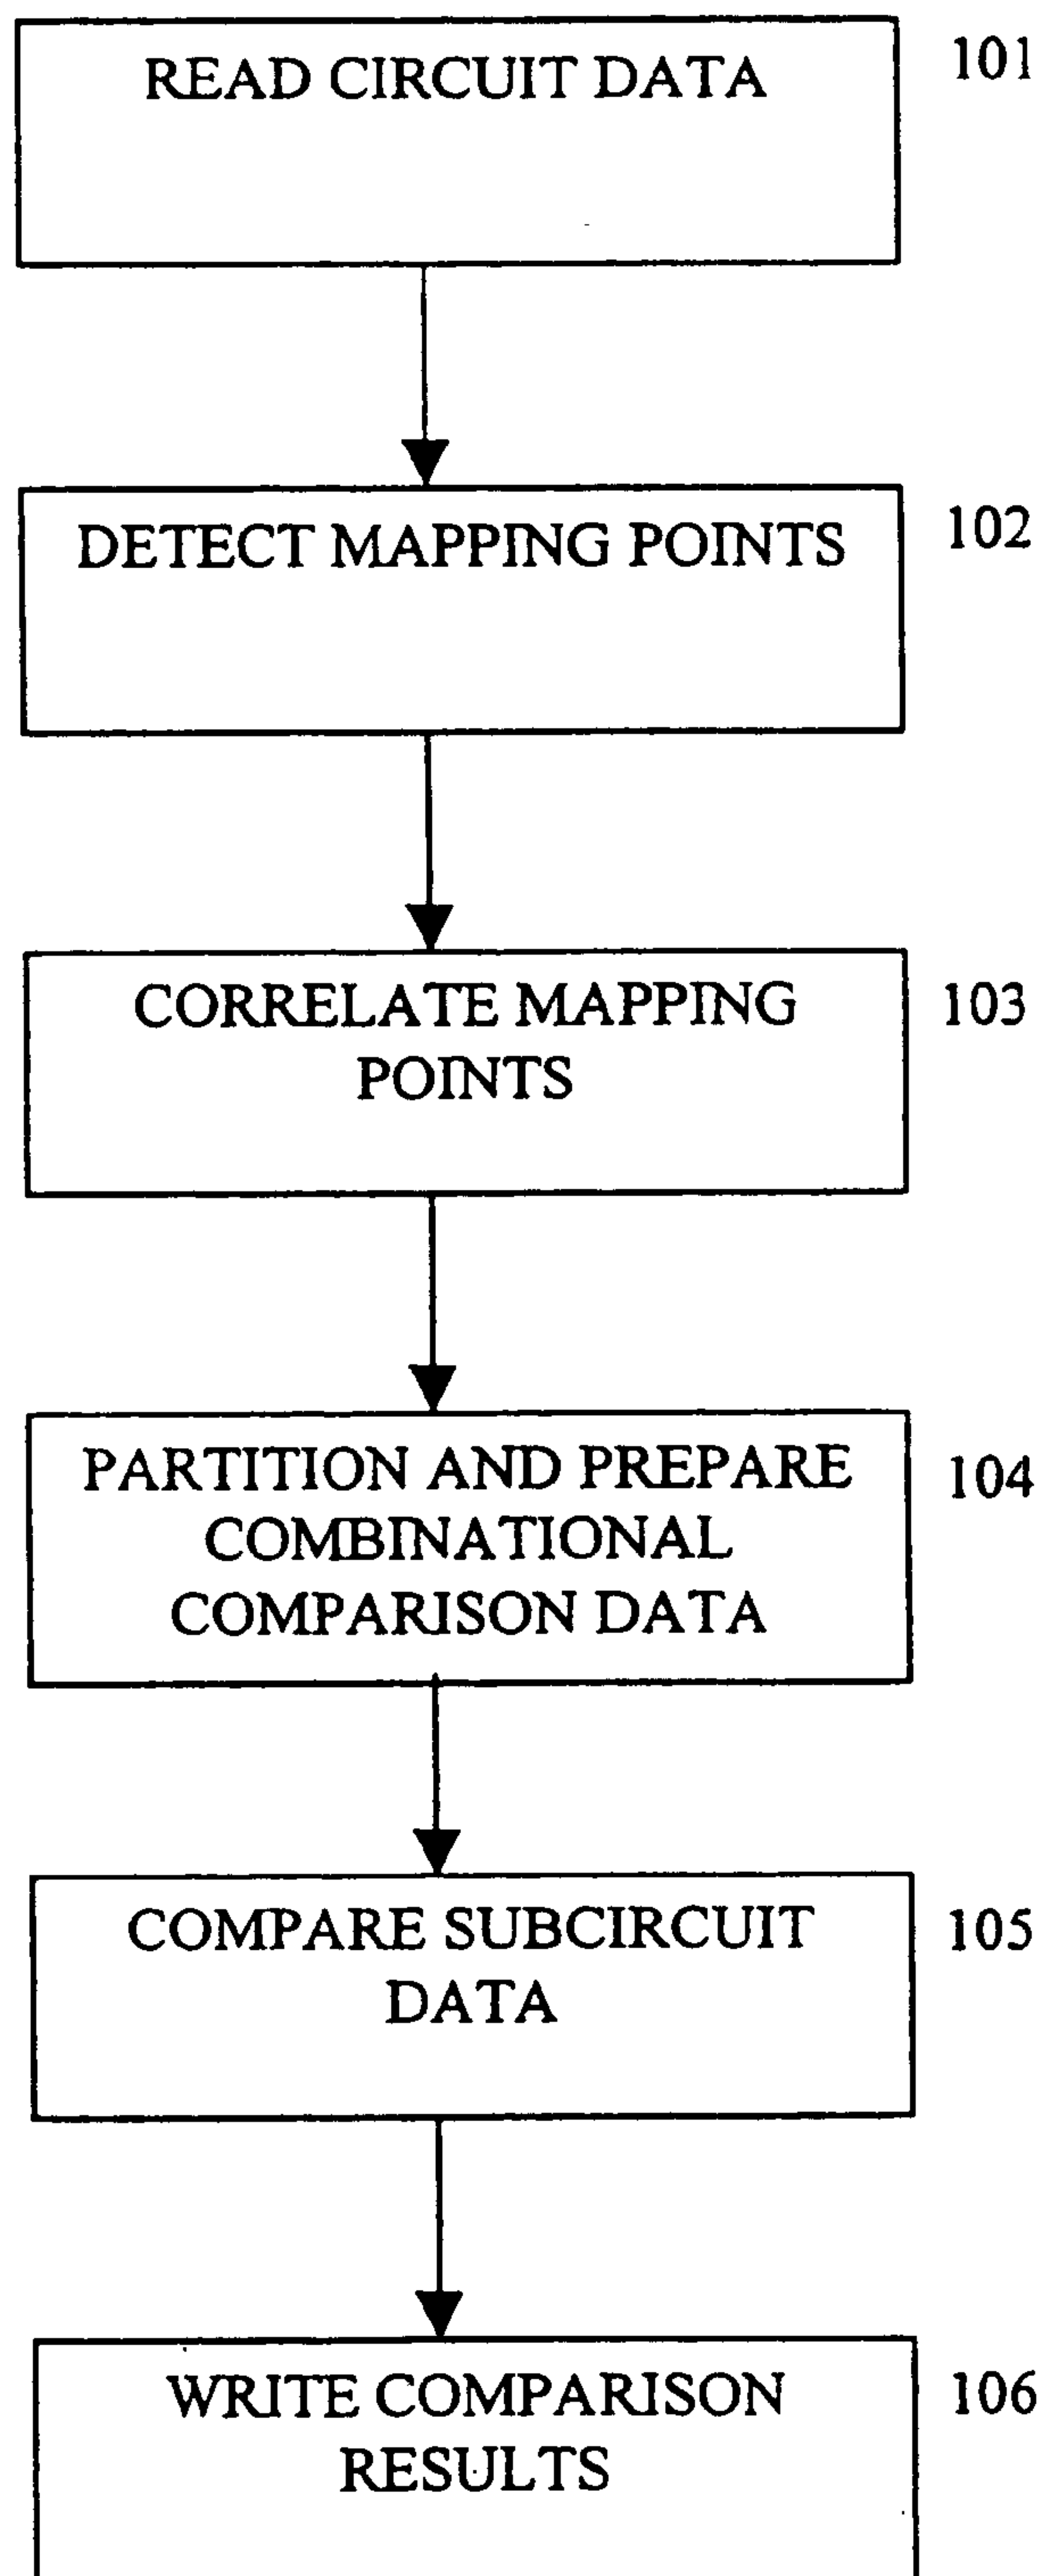 READ CIRCUIT DATA
101
DETECT MAPPING POINTS
102
CORRELATE MAPPING
POINTS
103
PARTITION AND PREPARE
COMBINATIONAL
COMPARISON DATA
104
COMPARE SUBCIRCUIT
DATA
105
WRITE COMPARISON
RESULTS
106